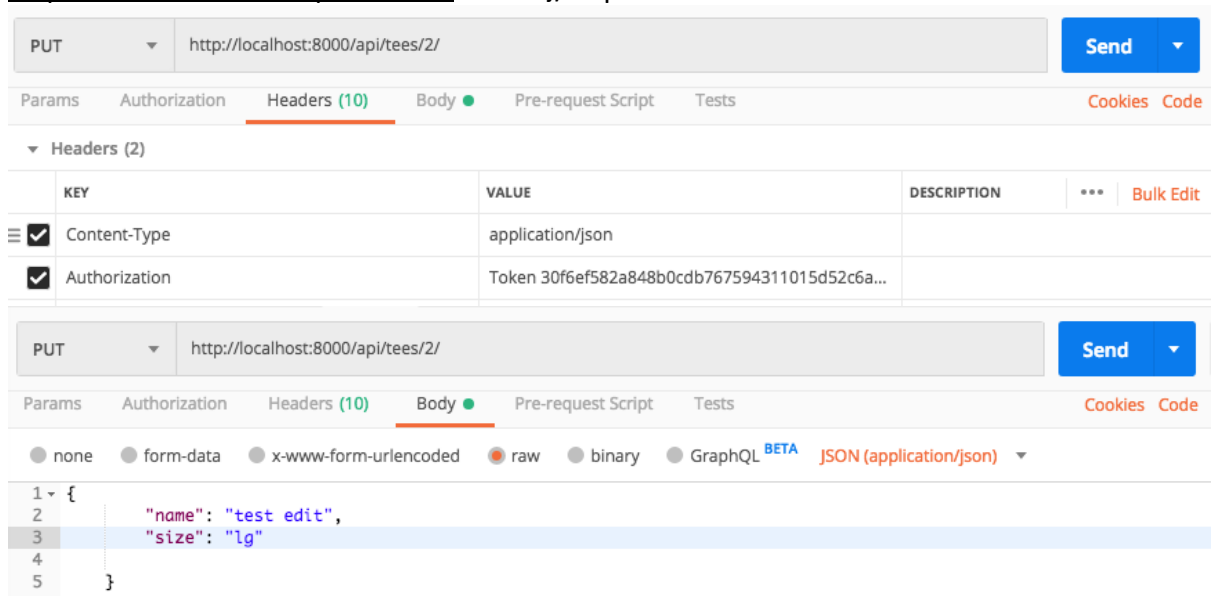 PUT http://localhost:8000/api/tees/2/ Send
Params Authorization Headers (10) Body Pre-request Script Tests Cookies Code
Headers (2)
KEY VALUE DESCRIPTION ••• Bulk Edit
Content-Type application/json
Authorization Token 30f6ef582a848b0cdb767594311015d52c6a...
PUT http://localhost:8000/api/tees/2/ Send
Params Authorization Headers (10) Body Pre-request Script Tests Cookies Code
none form-data x-www-form-urlencoded raw binary GraphQL BETA JSON (application/json)
1 {
2 "name": "test edit",
3 "size": "lg"
4
5 }